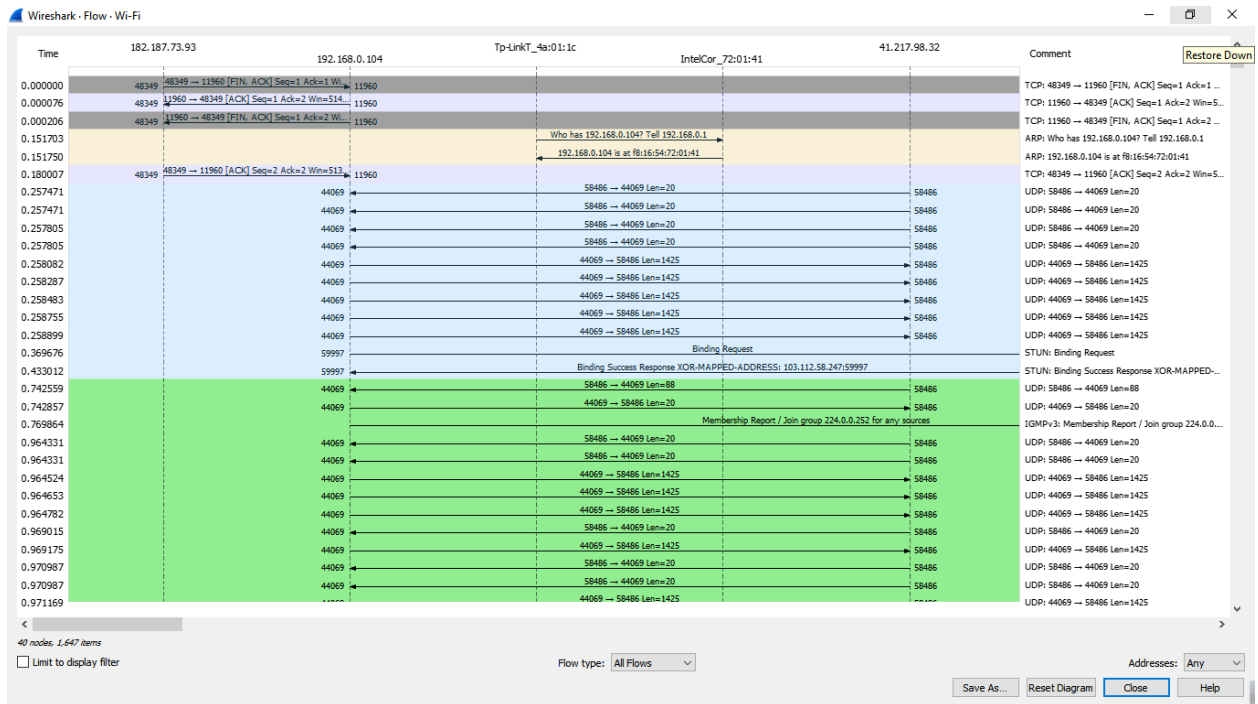 Wireshark · Flow · Wi-Fi
Restore Down
Time 182.187.73.93 192.168.0.104 Tp-LinkT_4a:01:1c IntelCor_72:01:41 41.217.98.32 Comment
0.000000 48349 48349 → 11960 [FIN, ACK] Seq=1 Ack=1 Wi... 11960 TCP: 48349 → 11960 [FIN, ACK] Seq=1 Ack=1 ...
0.000076 48349 11960 → 48349 [ACK] Seq=1 Ack=2 Win=514... 11960 TCP: 11960 → 48349 [ACK] Seq=1 Ack=2 Win=5...
0.000206 48349 11960 → 48349 [FIN, ACK] Seq=1 Ack=2 Wi... 11960 TCP: 11960 → 48349 [FIN, ACK] Seq=1 Ack=2 ...
0.151703 Who has 192.168.0.104? Tell 192.168.0.1 ARP: Who has 192.168.0.104? Tell 192.168.0.1
0.151750 192.168.0.104 is at f8:16:54:72:01:41 ARP: 192.168.0.104 is at f8:16:54:72:01:41
0.180007 48349 48349 → 11960 [ACK] Seq=2 Ack=2 Win=513... 11960 TCP: 48349 → 11960 [ACK] Seq=2 Ack=2 Win=5...
0.257471 44069 58486 → 44069 Len=20 58486 UDP: 58486 → 44069 Len=20
0.257471 44069 58486 → 44069 Len=20 58486 UDP: 58486 → 44069 Len=20
0.257805 44069 58486 → 44069 Len=20 58486 UDP: 58486 → 44069 Len=20
0.257805 44069 58486 → 44069 Len=20 58486 UDP: 58486 → 44069 Len=20
0.258082 44069 44069 → 58486 Len=1425 58486 UDP: 44069 → 58486 Len=1425
0.258287 44069 44069 → 58486 Len=1425 58486 UDP: 44069 → 58486 Len=1425
0.258483 44069 44069 → 58486 Len=1425 58486 UDP: 44069 → 58486 Len=1425
0.258755 44069 44069 → 58486 Len=1425 58486 UDP: 44069 → 58486 Len=1425
0.258899 44069 44069 → 58486 Len=1425 58486 UDP: 44069 → 58486 Len=1425
0.369676 59997 Binding Request STUN: Binding Request
0.433012 59997 Binding Success Response XOR-MAPPED-ADDRESS: 103.112.58.247:59997 STUN: Binding Success Response XOR-MAPPED-...
0.742559 44069 58486 → 44069 Len=88 58486 UDP: 58486 → 44069 Len=88
0.742857 44069 44069 → 58486 Len=20 58486 UDP: 44069 → 58486 Len=20
0.769864 Membership Report / Join group 224.0.0.252 for any sources IGMPv3: Membership Report / Join group 224.0.0....
0.964331 44069 58486 → 44069 Len=20 58486 UDP: 58486 → 44069 Len=20
0.964331 44069 58486 → 44069 Len=20 58486 UDP: 58486 → 44069 Len=20
0.964524 44069 44069 → 58486 Len=1425 58486 UDP: 44069 → 58486 Len=1425
0.964653 44069 44069 → 58486 Len=1425 58486 UDP: 44069 → 58486 Len=1425
0.964782 44069 44069 → 58486 Len=1425 58486 UDP: 44069 → 58486 Len=1425
0.969015 44069 58486 → 44069 Len=20 58486 UDP: 58486 → 44069 Len=20
0.969175 44069 44069 → 58486 Len=1425 58486 UDP: 44069 → 58486 Len=1425
0.970987 44069 58486 → 44069 Len=20 58486 UDP: 58486 → 44069 Len=20
0.970987 44069 58486 → 44069 Len=20 58486 UDP: 58486 → 44069 Len=20
0.971169 44069 → 58486 Len=1425 UDP: 44069 → 58486 Len=1425
40 nodes, 1,647 items
Limit to display filter Flow type: All Flows Addresses: Any
Save As... Reset Diagram Close Help